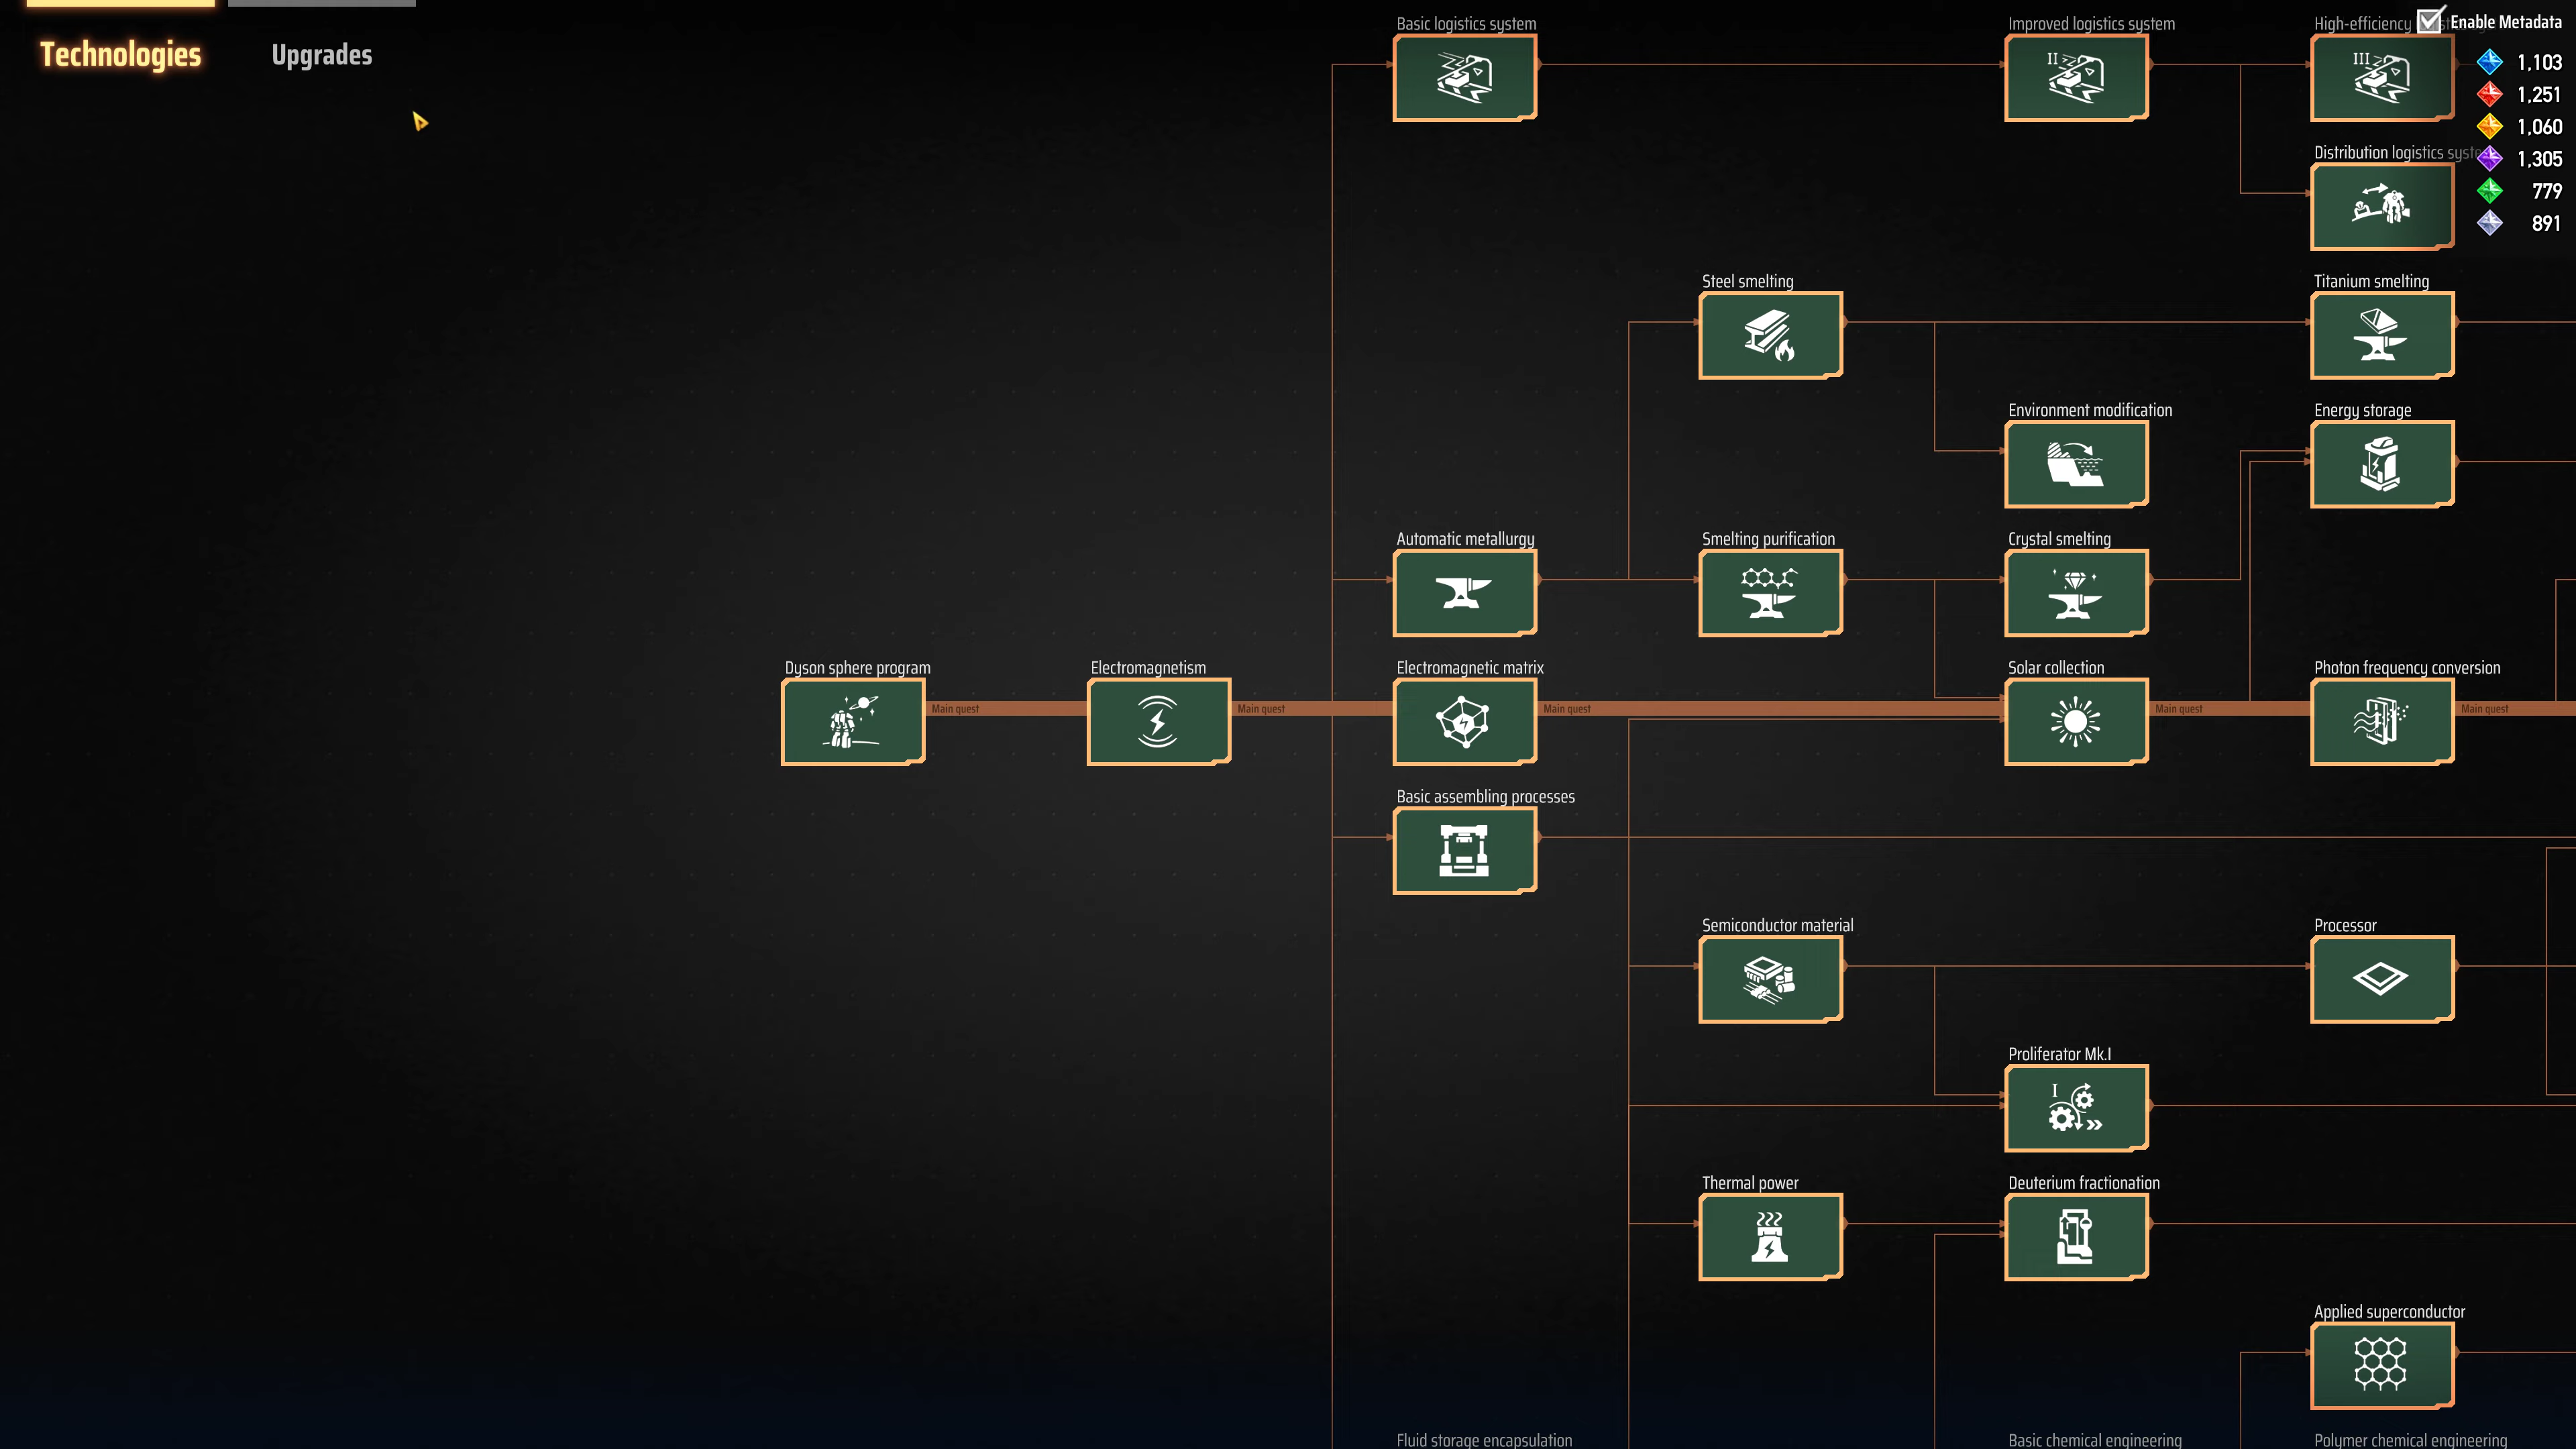 Technologies
Upgrades
Basic logistics system
Improved logistics system
High-efficiency
Enable Metadata
1,103
1,251
1,060
1,305
779
891
II
III
Distribution logistics syste
Steel smelting
Titanium smelting
Environment modification
Energy storage
Automatic metallurgy
Smelting purification
Crystal smelting
Dyson sphere program
Electromagnetism
Electromagnetic matrix
Solar collection
Photon frequency conversion
Main quest
Main quest
Main quest
Main quest
Main quest
Basic assembling processes
Semiconductor material
Processor
Proliferator Mk.I
I
Thermal power
Deuterium fractionation
Applied superconductor
Fluid storage encapsulation
Basic chemical engineering
Polymer chemical engineering